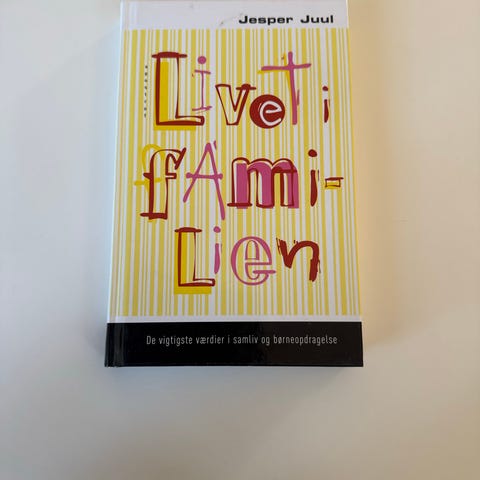 Jesper Juul
LiveT i
fAmi-
Lien
De vigtigste værdier i samliv og børneopdragelse